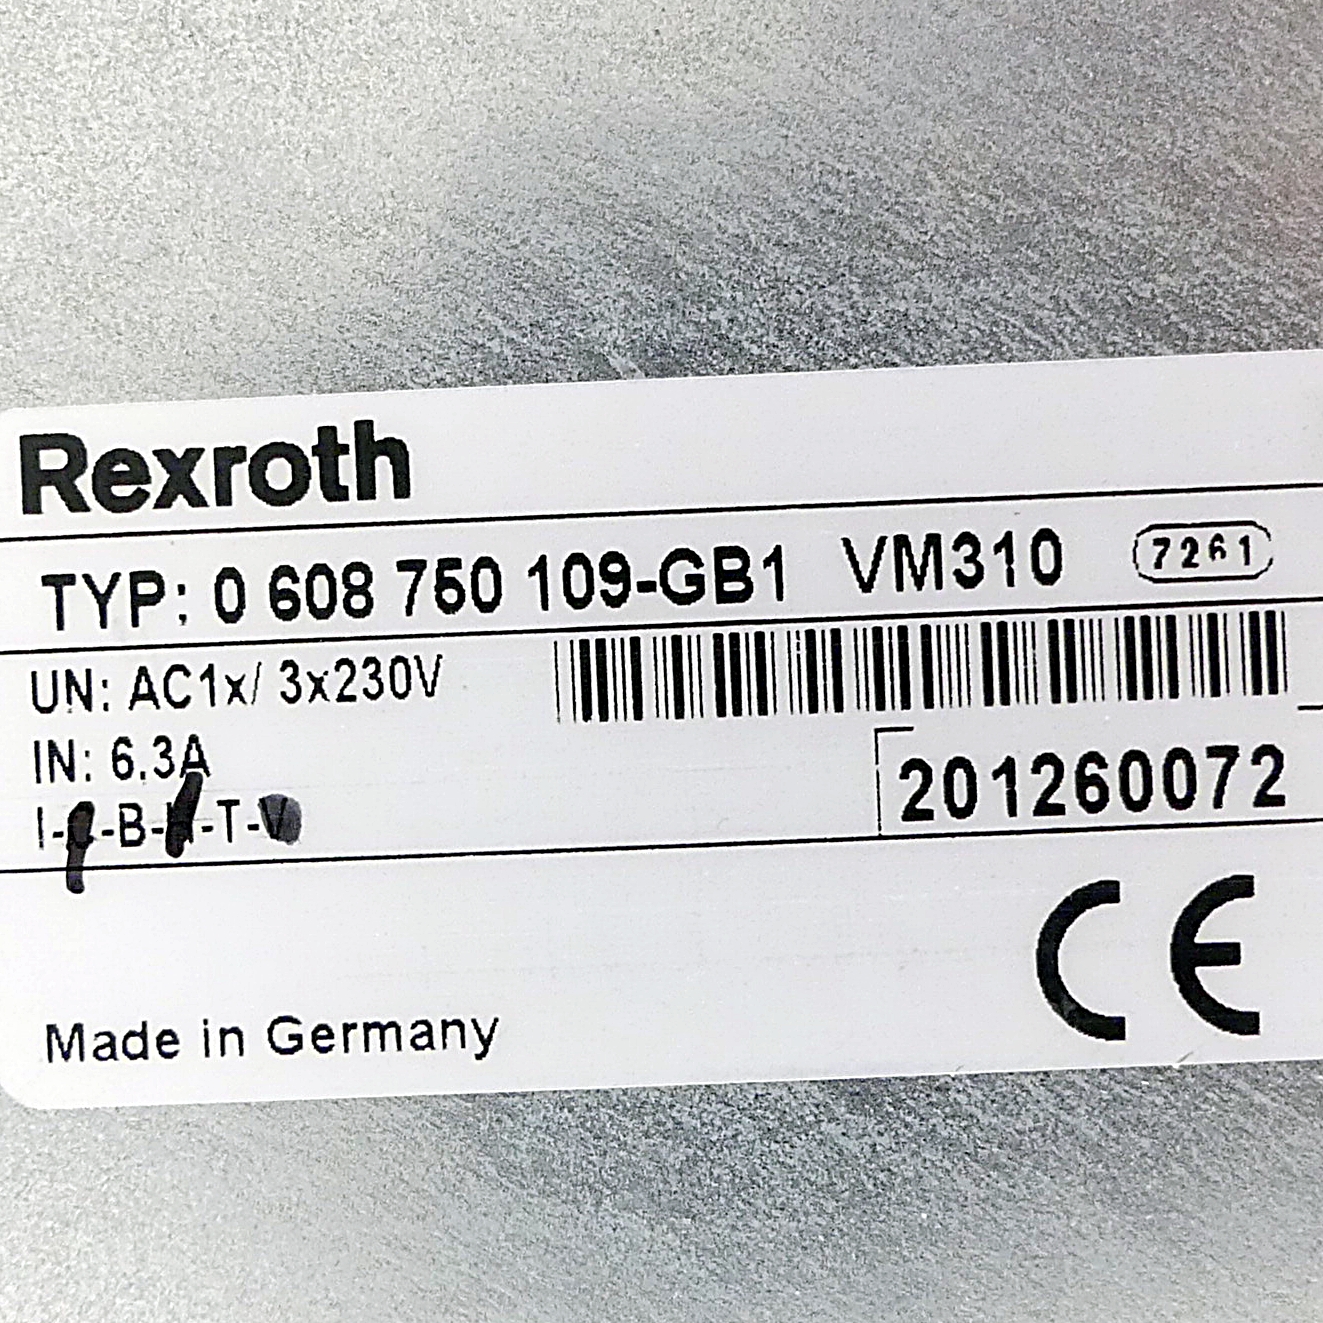 Rexroth
TYP: 0 608 750 109-GB1 VM310 7261
UN: AC1x/ 3x230V
IN: 6.3A
201260072
-B- -T-V
CE
Made in Germany